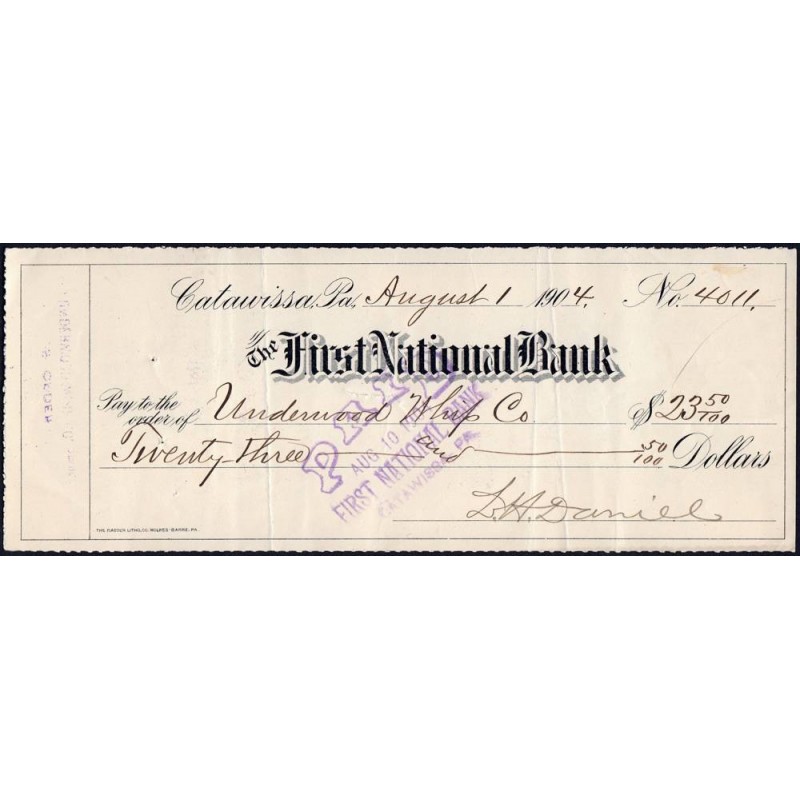 Catawissa, Pa. August 1 1904. No. 4011.
The First National Bank
Pay to the order of Underwood Whip Co $23 50/100
Twenty three and 50/100 Dollars
L. H. Daniel
PAID
AUG 10
FIRST NATIONAL BANK
CATAWISSA, PA.